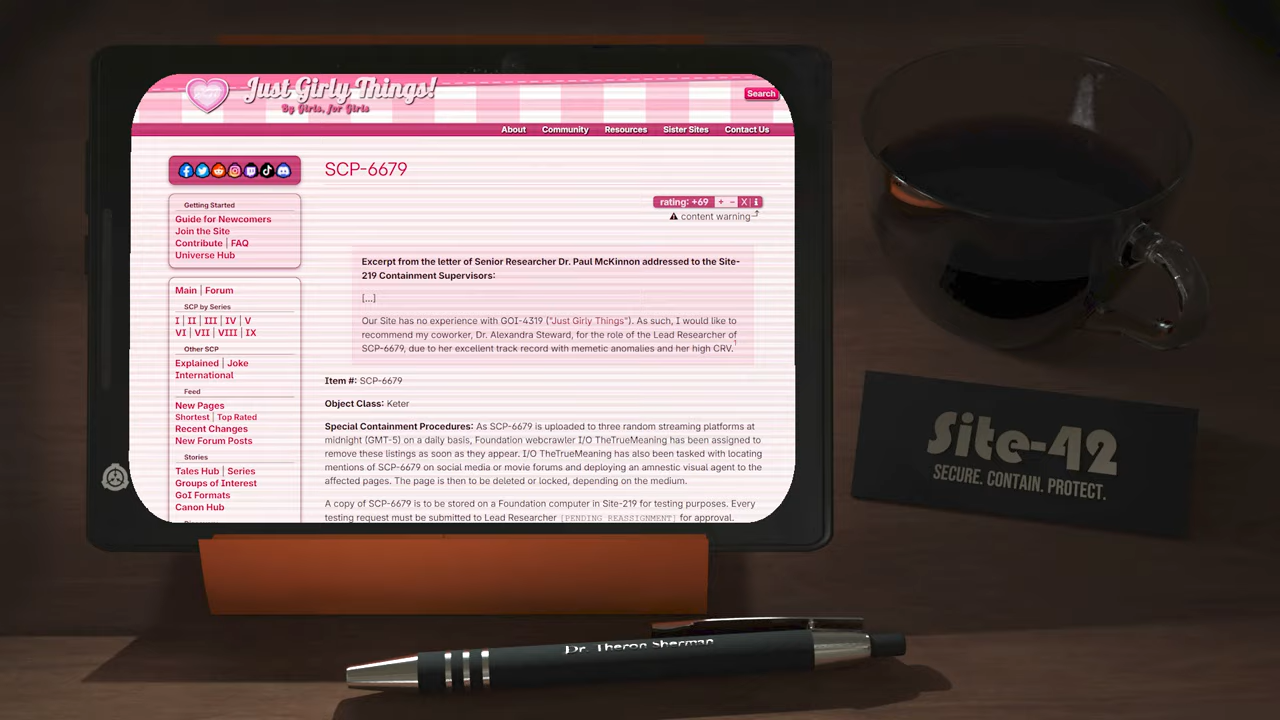 Just Girly Things!
By Girls, for Girls
Search
About Community Resources Sister Sites Contact Us
Getting Started
Guide for Newcomers
Join the Site
Contribute | FAQ
Universe Hub
Main | Forum
SCP by Series
I | II | III | IV | V
VI | VII | VIII | IX
Other SCP
Explained | Joke
International
Feed
New Pages
Shortest | Top Rated
Recent Changes
New Forum Posts
Stories
Tales Hub | Series
Groups of Interest
GoI Formats
Canon Hub
SCP-6679
rating: +69 + – X i
content warning
Excerpt from the letter of Senior Researcher Dr. Paul McKinnon addressed to the Site-
219 Containment Supervisors:
[...]
Our Site has no experience with GOI-4319 ("Just Girly Things"). As such, I would like to
recommend my coworker, Dr. Alexandra Steward, for the role of the Lead Researcher of
SCP-6679, due to her excellent track record with memetic anomalies and her high CRV.
Item #: SCP-6679
Object Class: Keter
Special Containment Procedures: As SCP-6679 is uploaded to three random streaming platforms at
midnight (GMT-5) on a daily basis, Foundation webcrawler I/O TheTrueMeaning has been assigned to
remove these listings as soon as they appear. I/O TheTrueMeaning has also been tasked with locating
mentions of SCP-6679 on social media or movie forums and deploying an amnestic visual agent to the
affected pages. The page is then to be deleted or locked, depending on the medium.
A copy of SCP-6679 is to be stored on a Foundation computer in Site-219 for testing purposes. Every
testing request must be submitted to Lead Researcher [PENDING REASSIGNMENT] for approval.
Site-42
SECURE. CONTAIN. PROTECT.
Dr. Theron Sherman